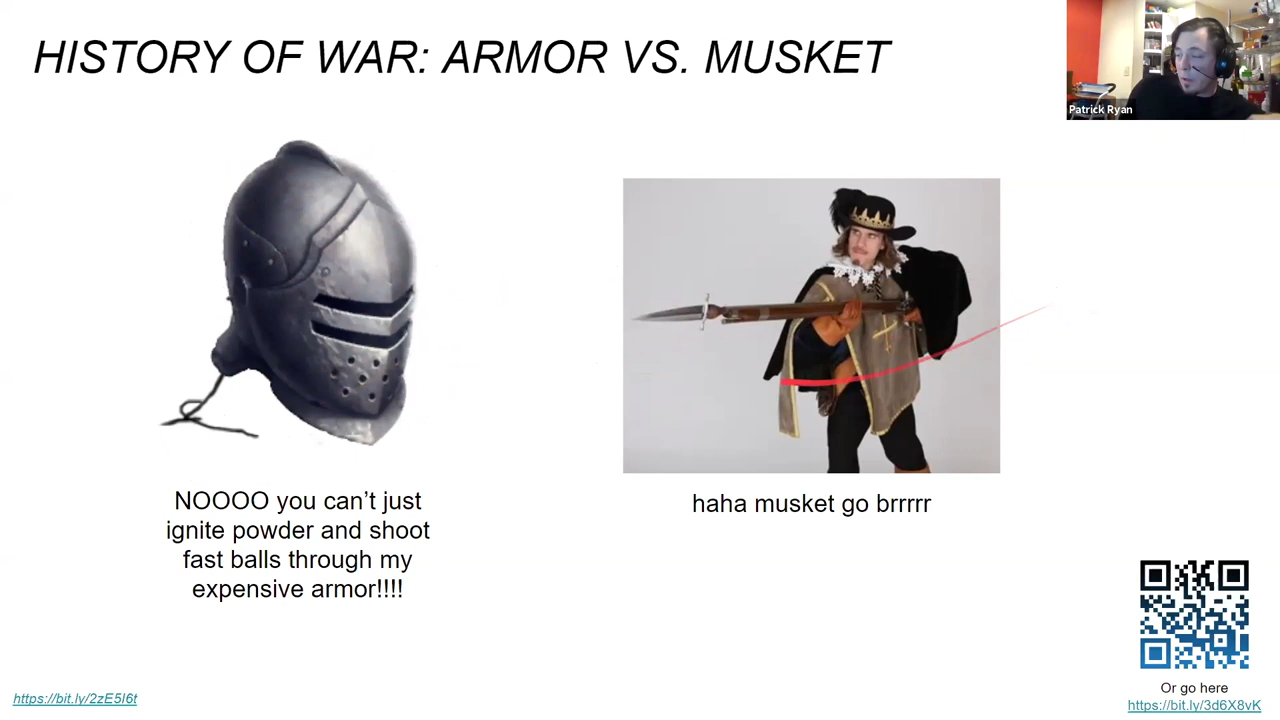 HISTORY OF WAR: ARMOR VS. MUSKET
Patrick Ryan
NOOOO you can’t just
ignite powder and shoot
fast balls through my
expensive armor!!!!
haha musket go brrrrr
Or go here
https://bit.ly/3d6X8vK
https://bit.ly/2zE5I6t